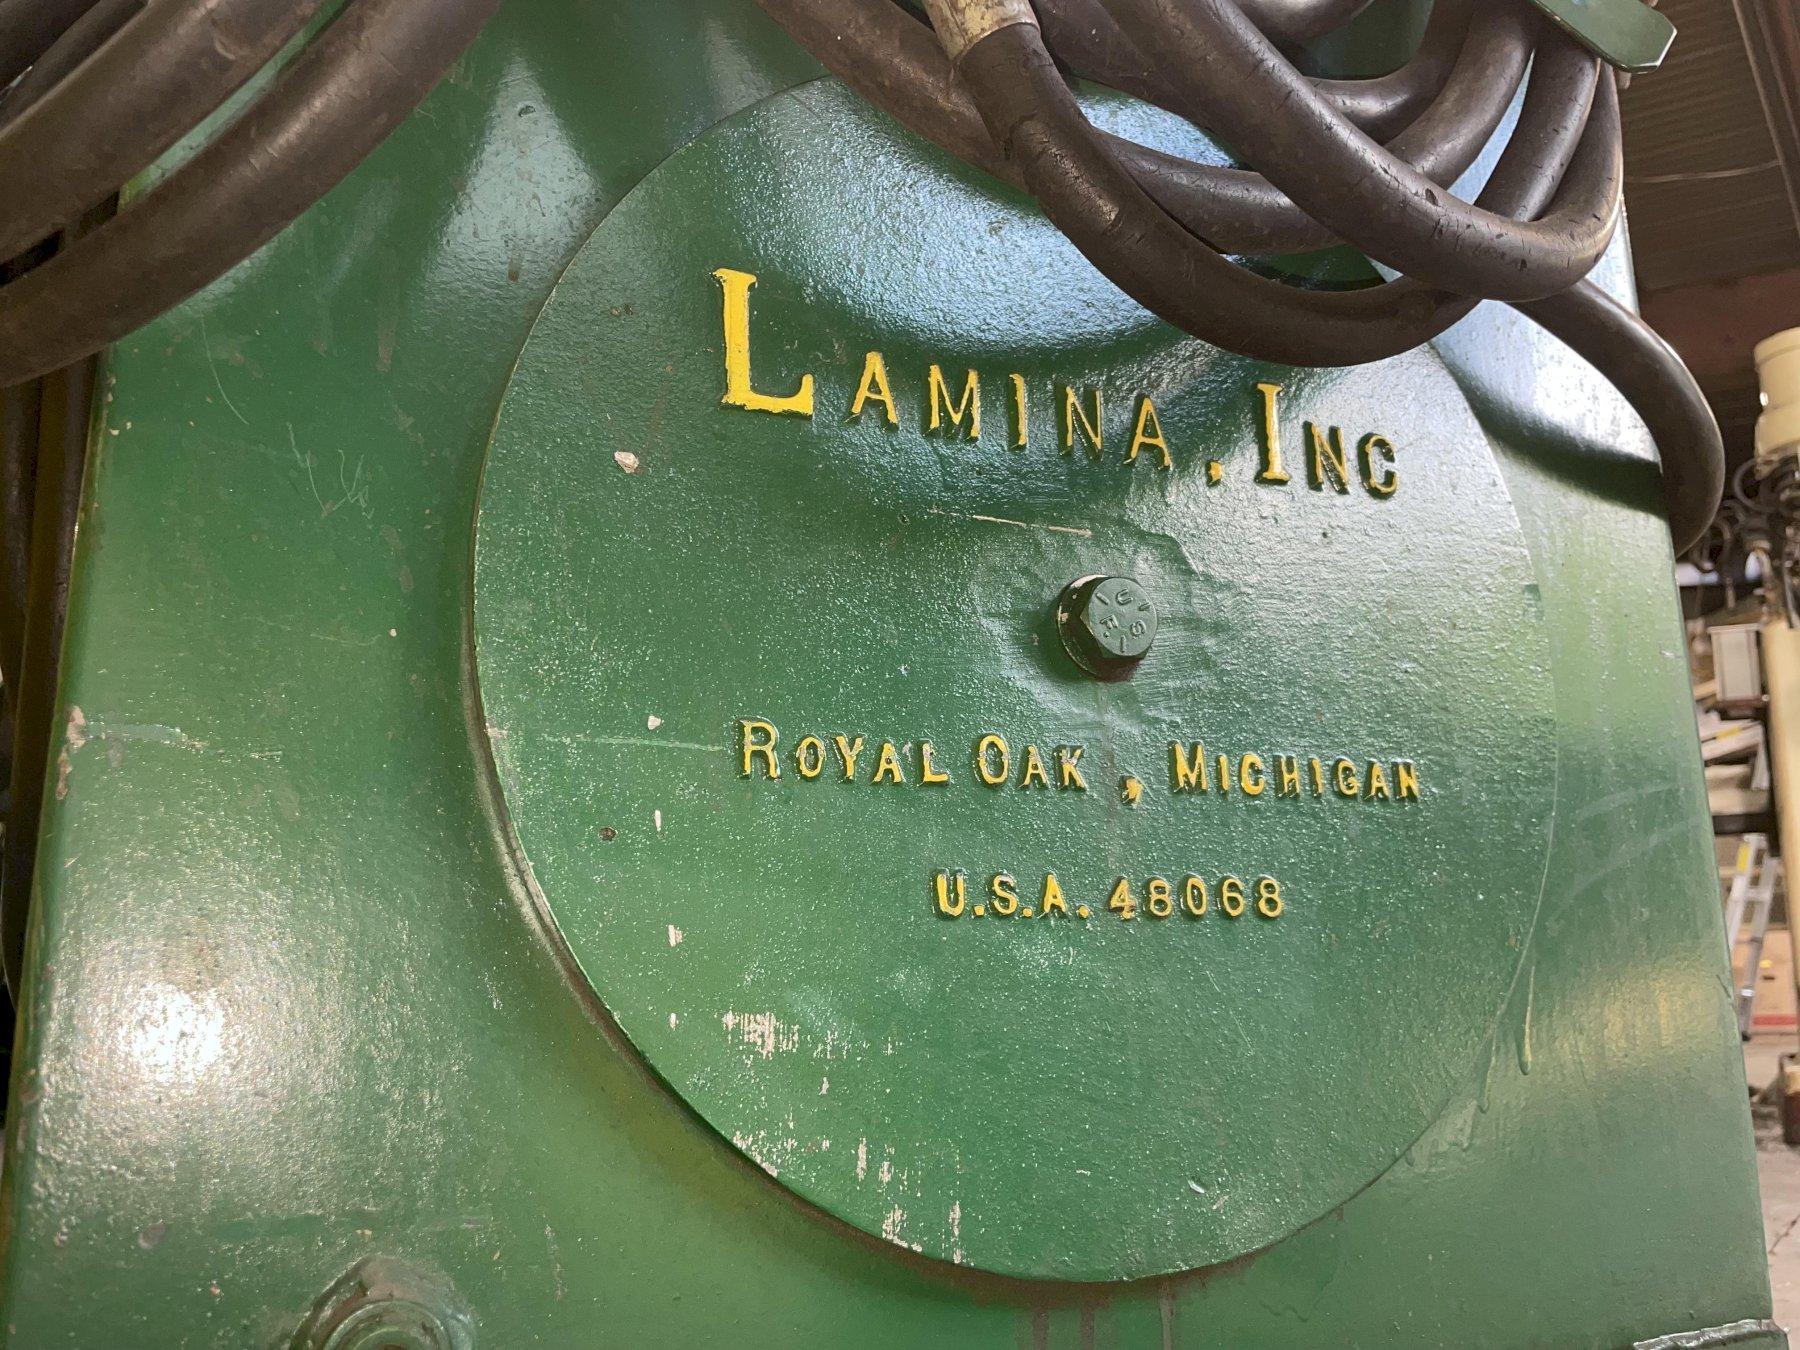 LAMINA, INC
ROYAL OAK, MICHIGAN
U.S.A. 48068